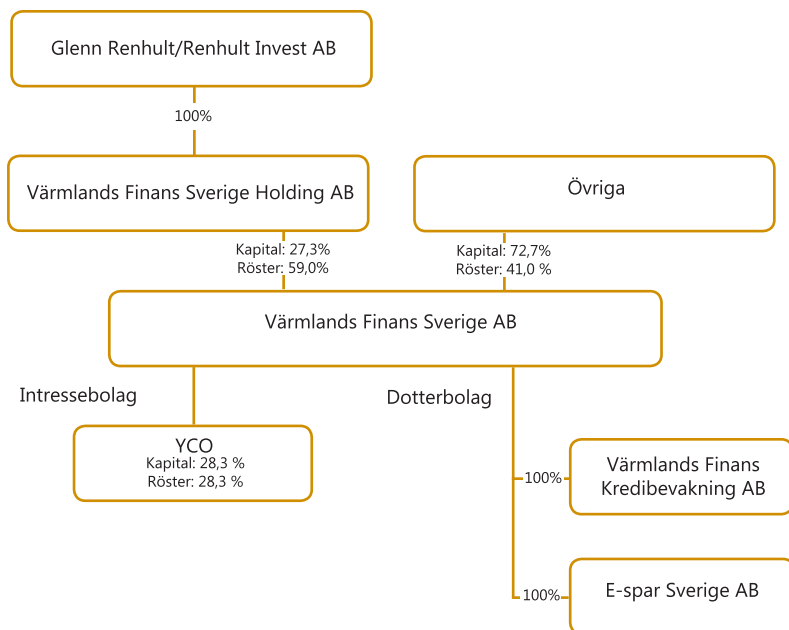 Glenn Renhult/Renhult Invest AB
100%
Värmlands Finans Sverige Holding AB
Övriga
Kapital: 27,3%
Röster: 59,0%
Kapital: 72,7%
Röster: 41,0 %
Värmlands Finans Sverige AB
Intressebolag
Dotterbolag
YCO
Kapital: 28,3 %
Röster: 28,3 %
100%
Värmlands Finans
Kredibevakning AB
100%
E-spar Sverige AB